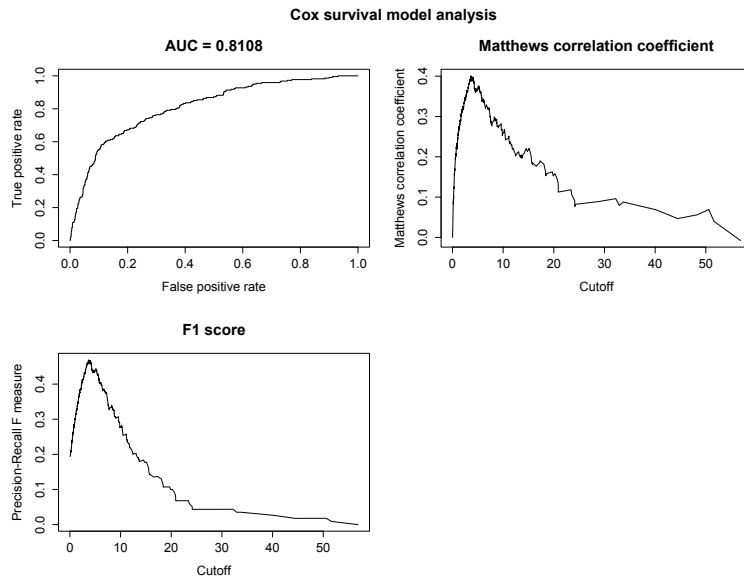 Cox survival model analysis
AUC = 0.8108
True positive rate
1.0
0.8
0.6
0.4
0.2
0.0
0.0 0.2 0.4 0.6 0.8 1.0
False positive rate
Matthews correlation coefficient
Matthews correlation coefficient
0.4
0.3
0.2
0.1
0.0
0 10 20 30 40 50
Cutoff
F1 score
Precision-Recall F measure
0.4
0.3
0.2
0.1
0.0
0 10 20 30 40 50
Cutoff